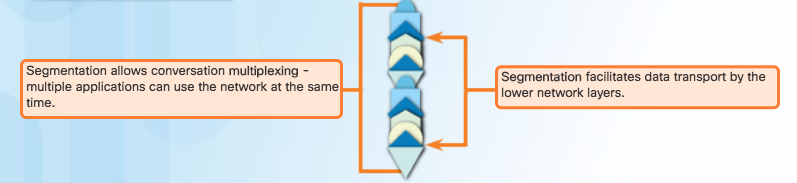 Segmentation allows conversation multiplexing -
multiple applications can use the network at the same
time.
Segmentation facilitates data transport by the
lower network layers.